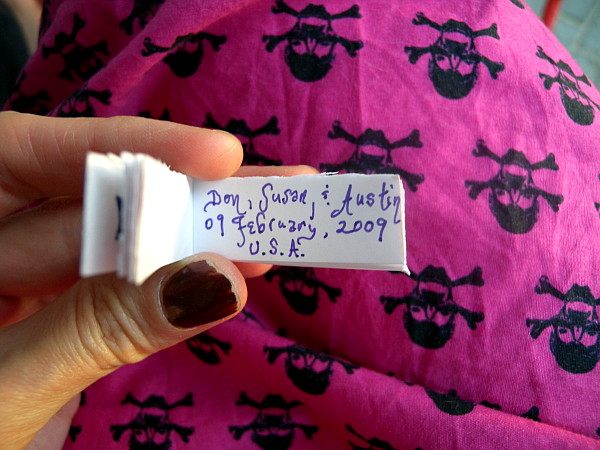 Don, Susan, & Austin
09 February, 2009
U.S.A.